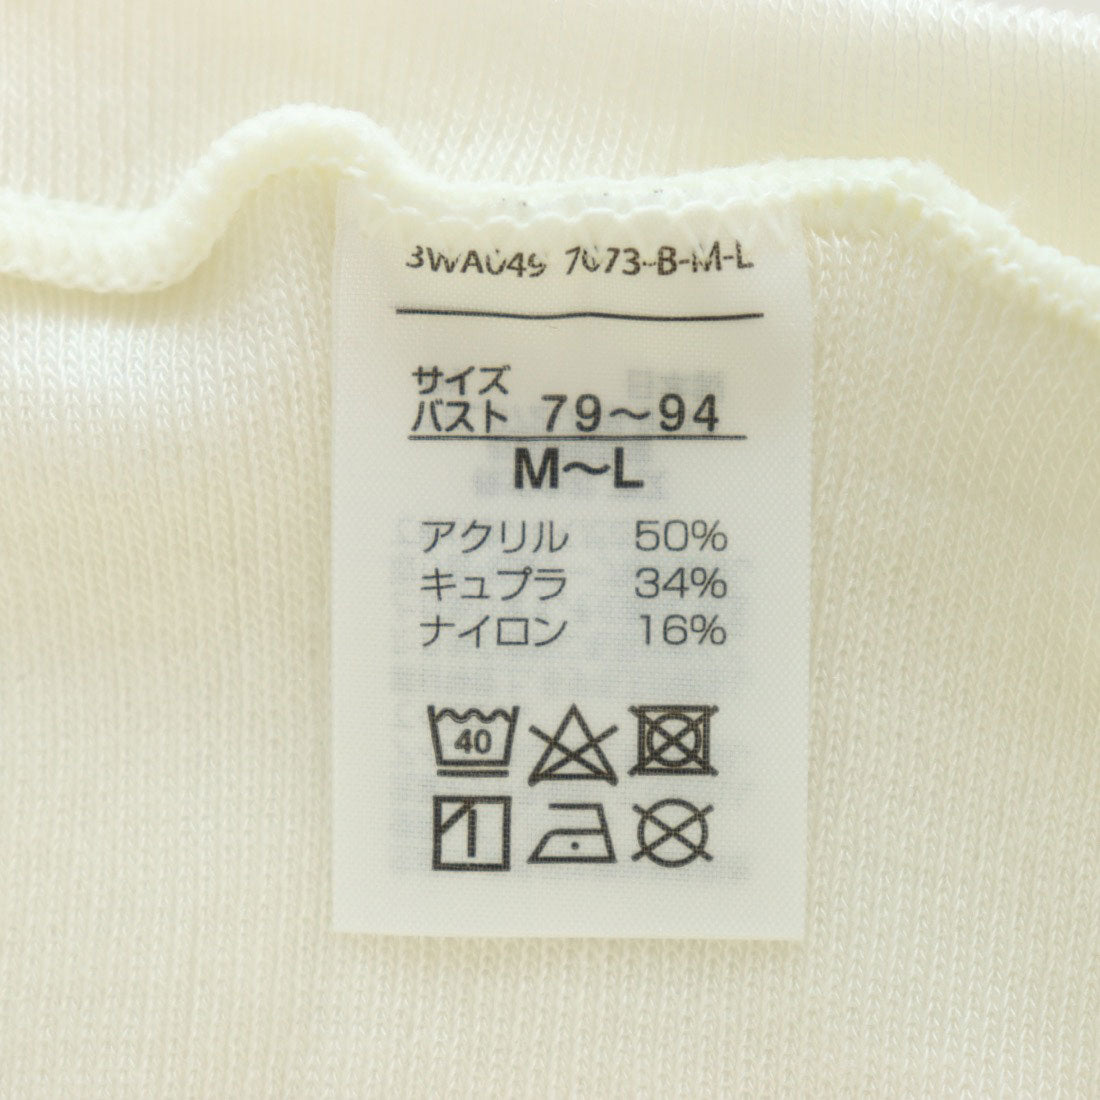 3WA049 7073-B-M-L
サイズ
バスト 79～94
M～L
アクリル 50%
キュプラ 34%
ナイロン 16%
40